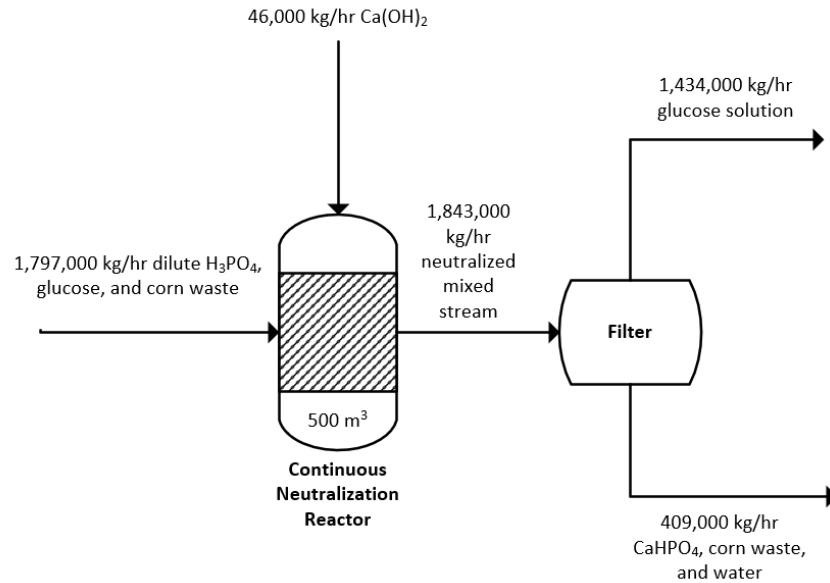 46,000 kg/hr Ca(OH)₂
1,434,000 kg/hr
glucose solution
1,843,000
kg/hr
neutralized
mixed
stream
1,797,000 kg/hr dilute H₃PO₄,
glucose, and corn waste
Filter
500 m³
Continuous
Neutralization
Reactor
409,000 kg/hr
CaHPO₄, corn waste,
and water